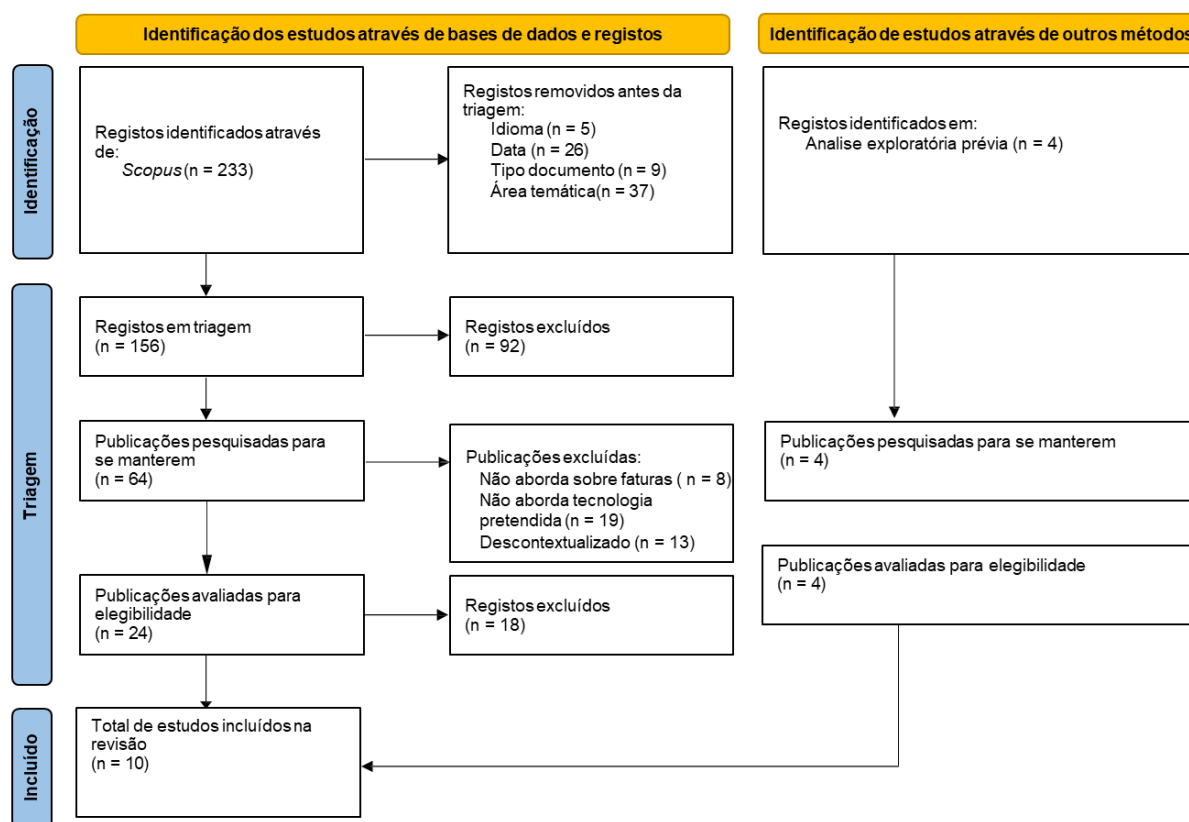 Identificação dos estudos através de bases de dados e registos
Identificação de estudos através de outros métodos
Identificação
Registos identificados através
de:
Scopus(n = 233)
Registos removidos antes da
triagem:
Idioma (n = 5)
Data (n = 26)
Tipo documento (n = 9)
Área temática(n = 37)
Registos identificados em:
Analise exploratória prévia (n = 4)
Triagem
Registos em triagem
(n = 156)
Registos excluídos
(n = 92)
Publicações pesquisadas para
se manterem
(n = 64)
Publicações excluídas:
Não aborda sobre faturas ( n = 8)
Não aborda tecnologia
pretendida (n = 19)
Descontextualizado (n = 13)
Publicações pesquisadas para se manterem
(n = 4)
Publicações avaliadas para
elegibilidade
(n = 24)
Registos excluídos
(n = 18)
Publicações avaliadas para elegibilidade
(n = 4)
Incluído
Total de estudos incluídos na
revisão
(n = 10)